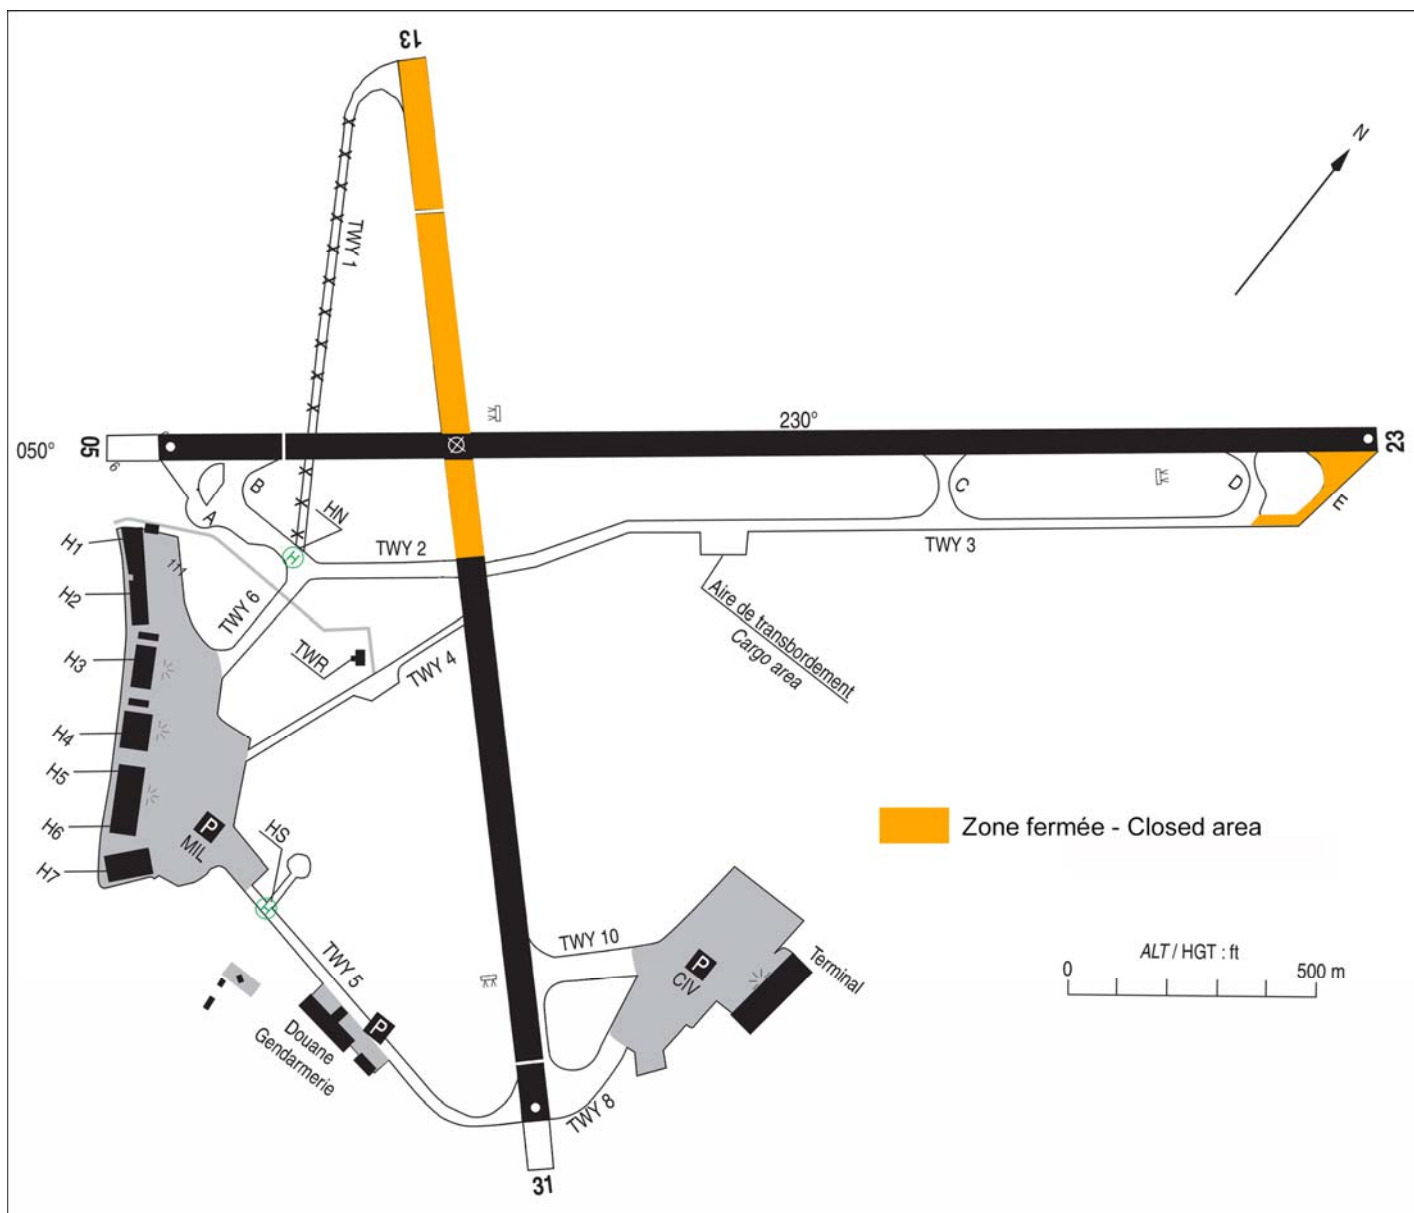 13
N
TWY 1
230°
050°
05
23
6
B
A
HN
C
D
E
H1
H
TWY 2
TWY 3
111
H2
TWY 6
Aire de transbordement
Cargo area
H3
TWR
TWY 4
H4
H5
H6
P
MIL
HS
Zone fermée - Closed area
H7
H
TWY 10
TWY 5
P
CIV
Terminal
ALT / HGT : ft
0
500 m
P
Douane
Gendarmerie
TWY 8
31